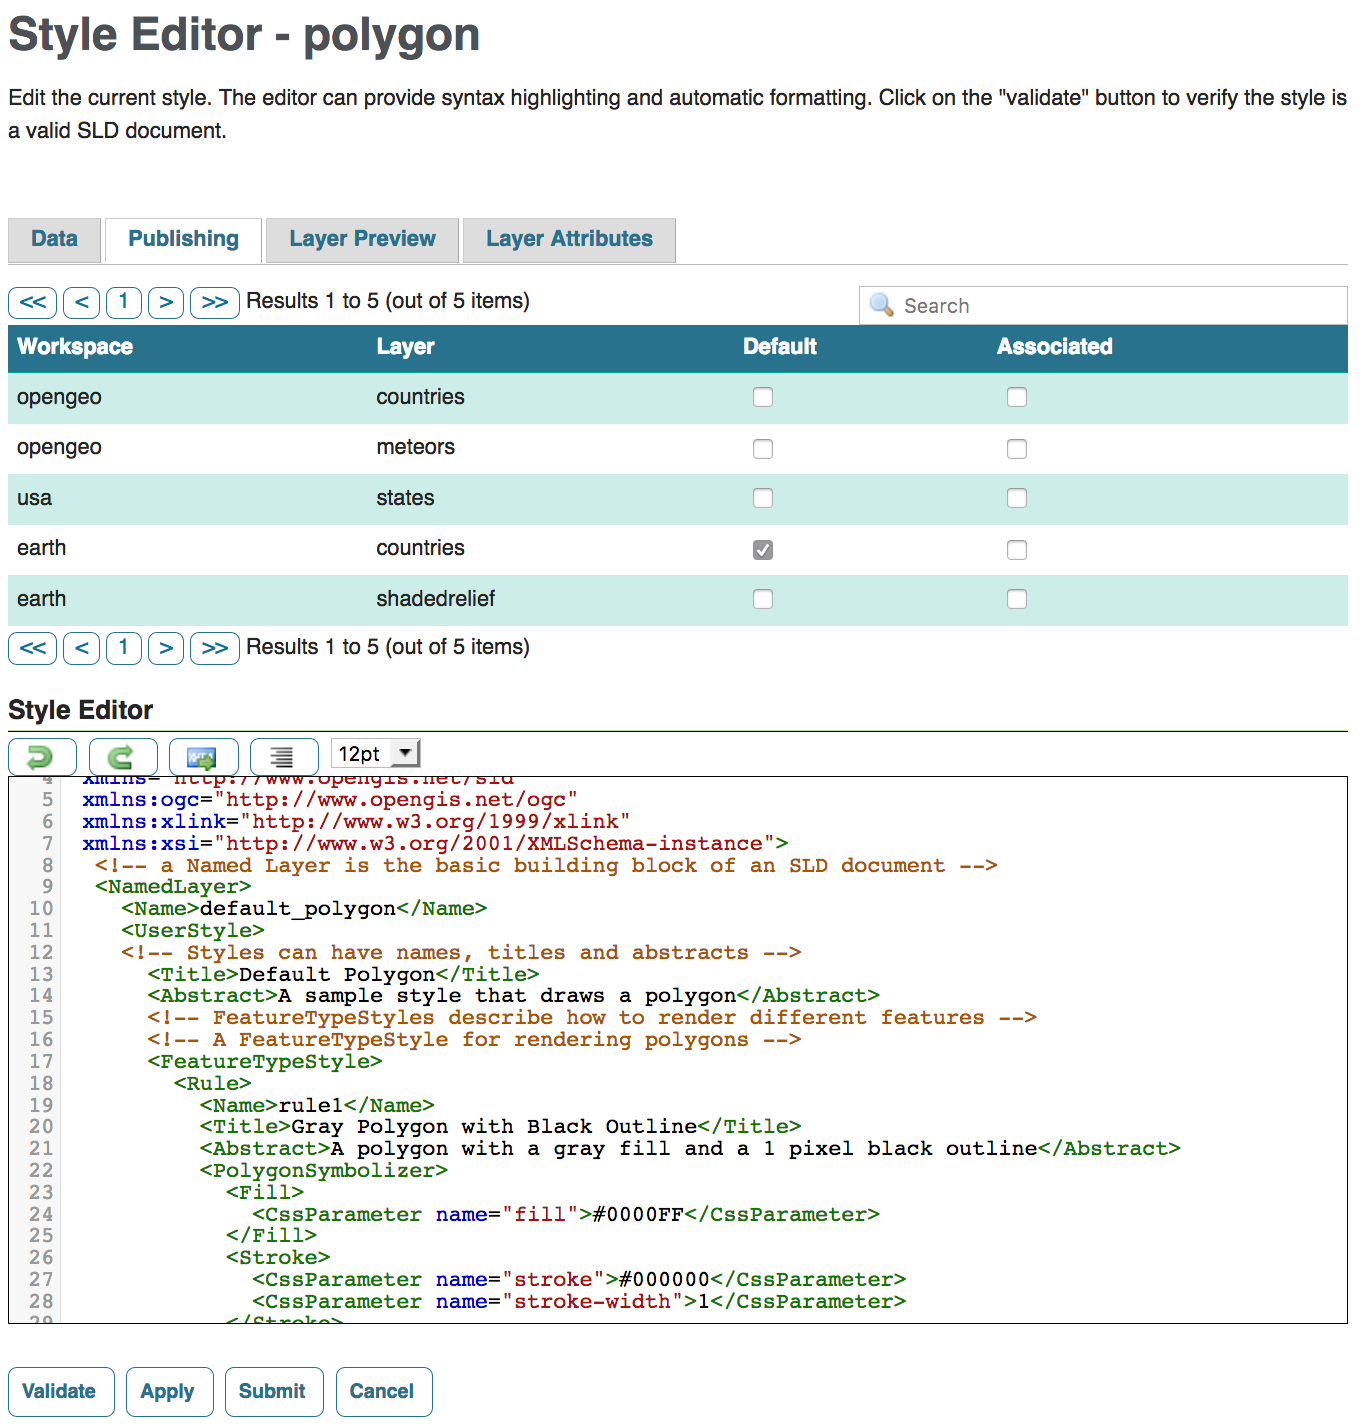 Style Editor - polygon
Edit the current style. The editor can provide syntax highlighting and automatic formatting. Click on the "validate" button to verify the style is
a valid SLD document.
Data Publishing Layer Preview Layer Attributes
<< < 1 > >> Results 1 to 5 (out of 5 items) Search
Workspace Layer Default Associated
opengeo countries
opengeo meteors
usa states
earth countries
earth shadedrelief
<< < 1 > >> Results 1 to 5 (out of 5 items)
Style Editor
12pt
4 xmlns="http://www.opengis.net/sld"
5 xmlns:ogc="http://www.opengis.net/ogc"
6 xmlns:xlink="http://www.w3.org/1999/xlink"
7 xmlns:xsi="http://www.w3.org/2001/XMLSchema-instance">
8 <!-- a Named Layer is the basic building block of an SLD document -->
9 <NamedLayer>
10 <Name>default_polygon</Name>
11 <UserStyle>
12 <!-- Styles can have names, titles and abstracts -->
13 <Title>Default Polygon</Title>
14 <Abstract>A sample style that draws a polygon</Abstract>
15 <!-- FeatureTypeStyles describe how to render different features -->
16 <!-- A FeatureTypeStyle for rendering polygons -->
17 <FeatureTypeStyle>
18 <Rule>
19 <Name>rule1</Name>
20 <Title>Gray Polygon with Black Outline</Title>
21 <Abstract>A polygon with a gray fill and a 1 pixel black outline</Abstract>
22 <PolygonSymbolizer>
23 <Fill>
24 <CssParameter name="fill">#0000FF</CssParameter>
25 </Fill>
26 <Stroke>
27 <CssParameter name="stroke">#000000</CssParameter>
28 <CssParameter name="stroke-width">1</CssParameter>
29 </Stroke>
Validate Apply Submit Cancel